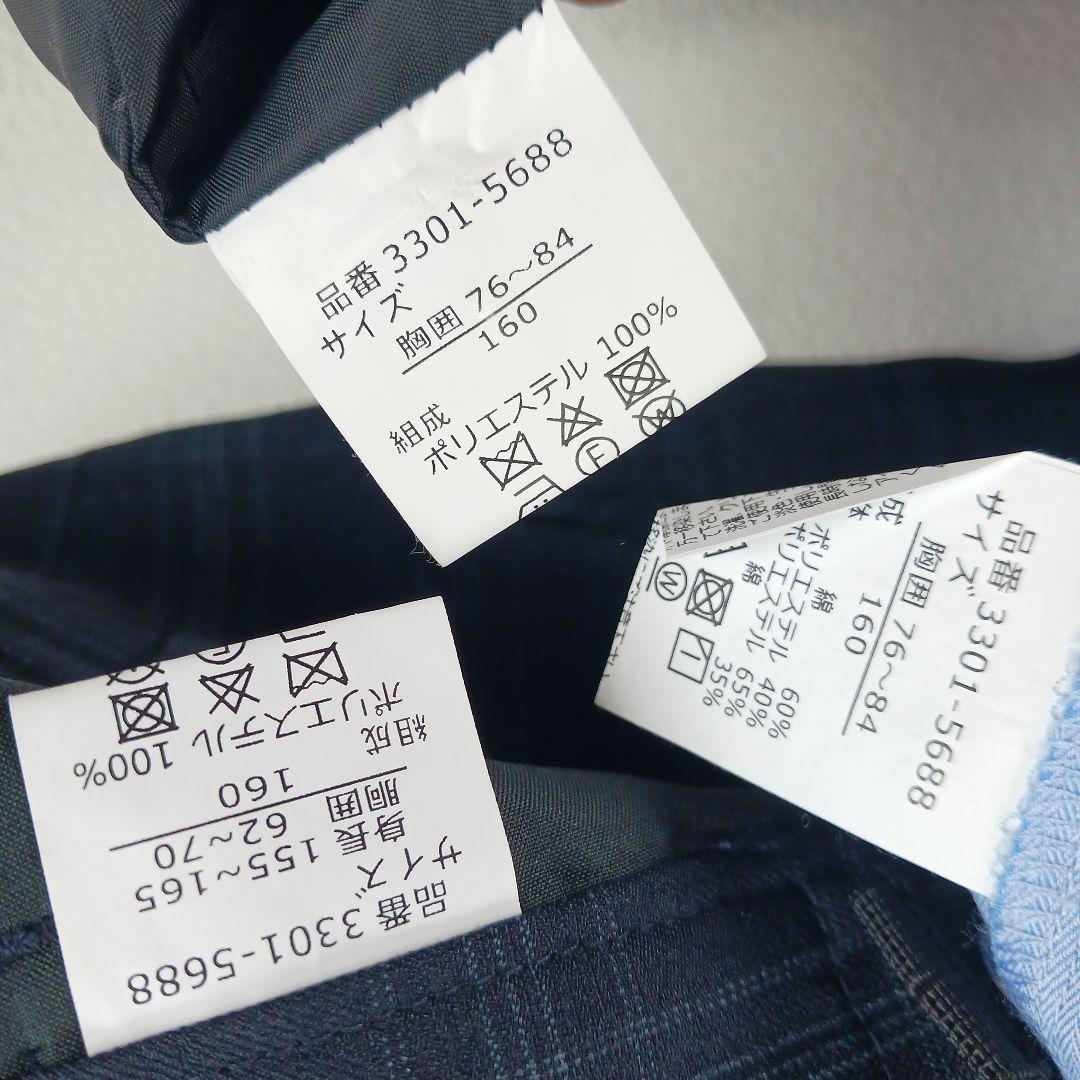 品番 3301-5688
サイズ
胸囲 76～84
160
組成
ポリエステル 100%
F
品番 3301-5688
サイズ
胸囲 76～84
160
ポリエステル 60%
綿 40%
ポリエステル 65%
綿 35%
W
品番 3301-5688
サイズ
身長 155~165
胴囲 62~70
160
組成
ポリエステル 100%